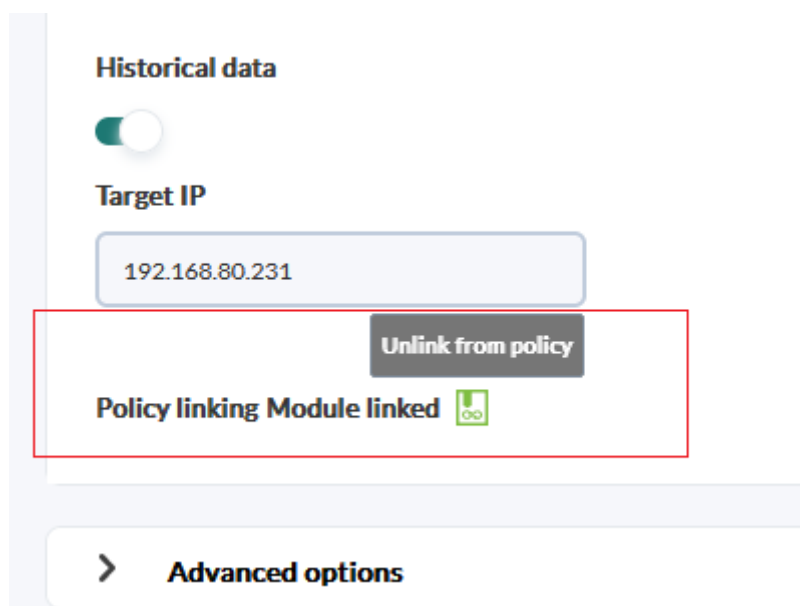 Historical data
Target IP
192.168.80.231
Unlink from policy
Policy linking Module linked
Advanced options